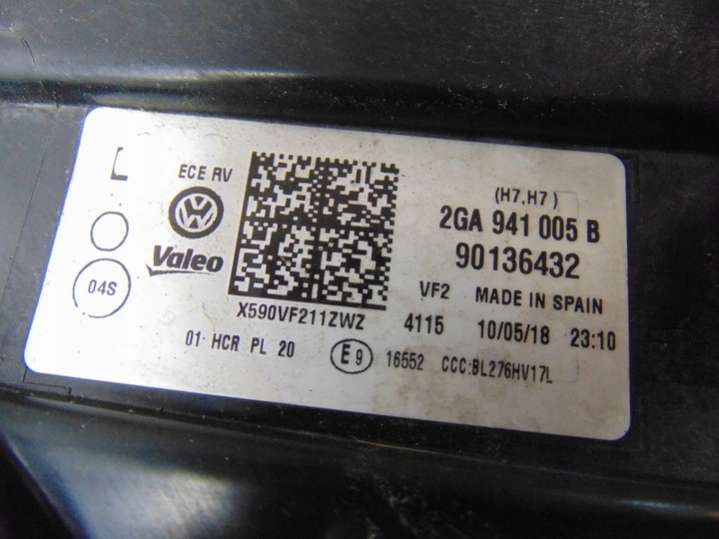 ECE RV
Valeo
04S
X590VF211ZWZ
01 HCR PL 20
E9 16552 CCC:BL276HV17L
(H7,H7)
2GA 941 005 B
90136432
VF2 MADE IN SPAIN
4115 10/05/18 23:10